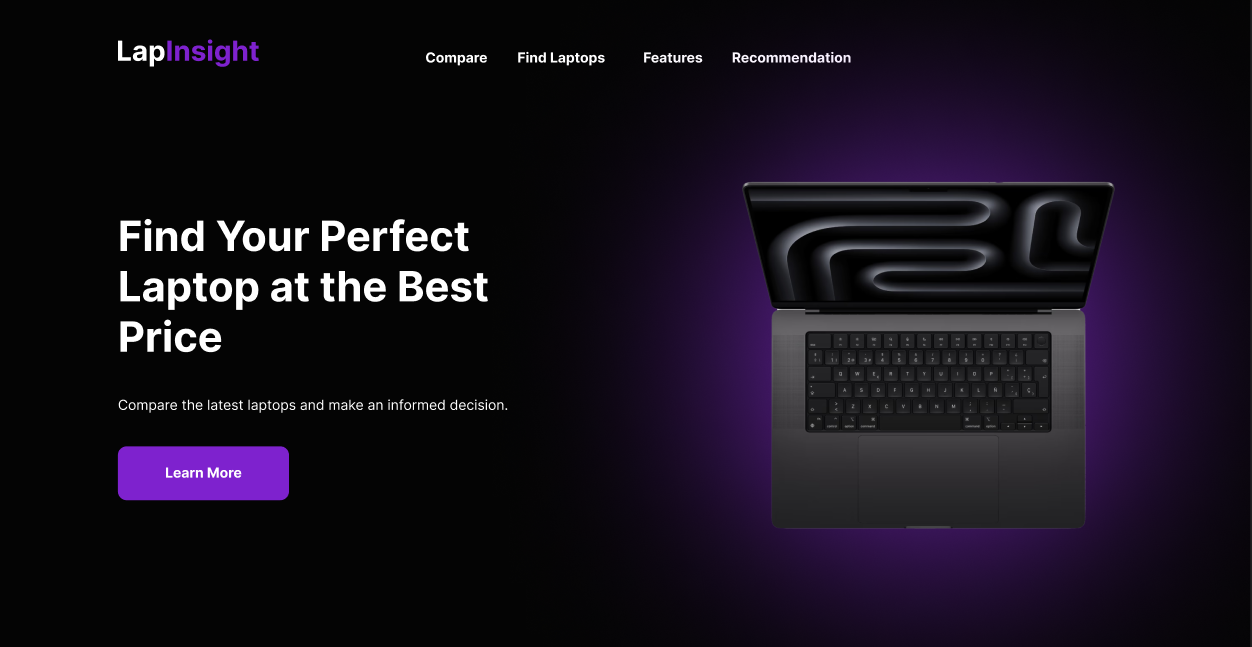 LapInsight
Compare Find Laptops Features Recommendation
Find Your Perfect
Laptop at the Best
Price
Compare the latest laptops and make an informed decision.
Learn More